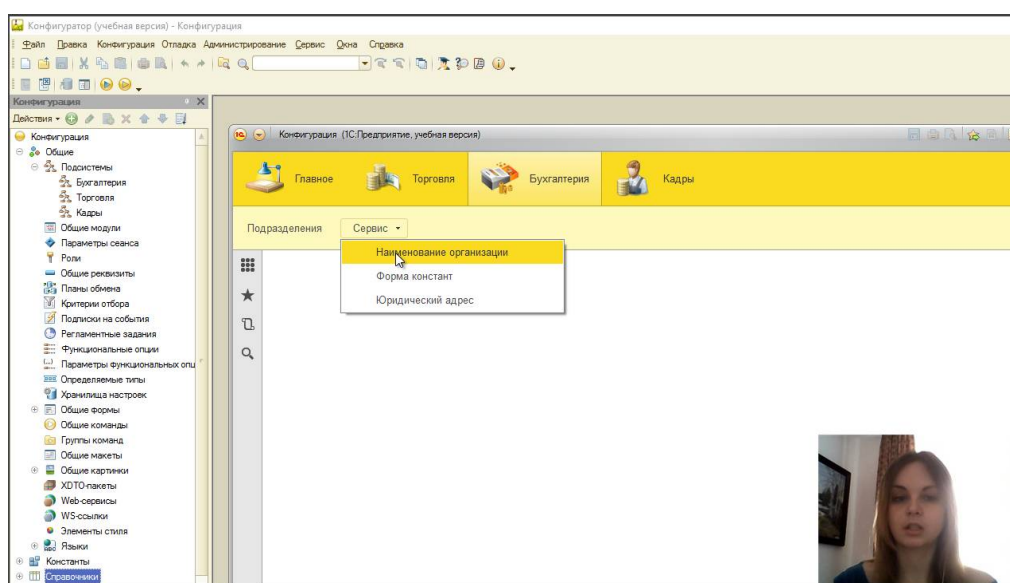 Конфигуратор (учебная версия) - Конфигурация
Файл Правка Конфигурация Отладка Администрирование Сервис Окна Справка
Конфигурация
Действия
Конфигурация
Общие
Подсистемы
Бухгалтерия
Торговля
Кадры
Общие модули
Параметры сеанса
Роли
Общие реквизиты
Планы обмена
Критерии отбора
Подписки на события
Регламентные задания
Функциональные опции
Параметры функциональных опц
Определяемые типы
Хранилища настроек
Общие формы
Общие команды
Группы команд
Общие макеты
Общие картинки
XDTO-пакеты
Web-сервисы
WS-ссылки
Элементы стиля
Языки
Константы
Справочники
Конфигурация (1С:Предприятие, учебная версия)
Главное Торговля Бухгалтерия Кадры
Подразделения Сервис
Наименование организации
Форма констант
Юридический адрес